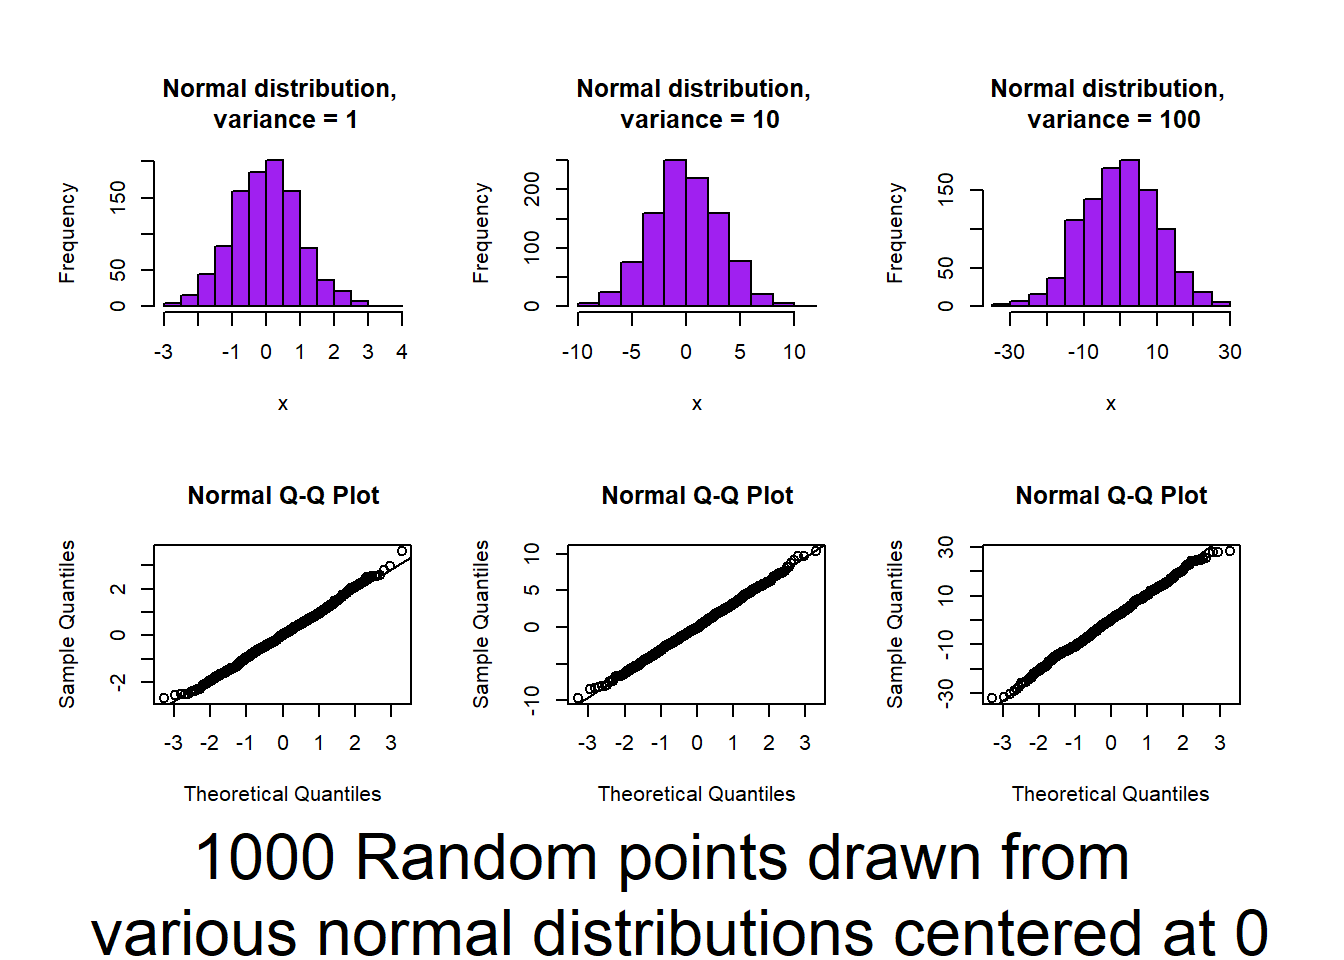 Normal distribution,
variance = 1
Frequency
0 50 150
-3 -1 0 1 2 3 4
x
Normal distribution,
variance = 10
Frequency
0 100 200
-10 -5 0 5 10
x
Normal distribution,
variance = 100
Frequency
0 50 150
-30 -10 10 30
x
Normal Q-Q Plot
Sample Quantiles
-2 0 2
-3 -2 -1 0 1 2 3
Theoretical Quantiles
Normal Q-Q Plot
Sample Quantiles
-10 0 5 10
-3 -2 -1 0 1 2 3
Theoretical Quantiles
Normal Q-Q Plot
Sample Quantiles
-30 -10 10 30
-3 -2 -1 0 1 2 3
Theoretical Quantiles
1000 Random points drawn from
various normal distributions centered at 0